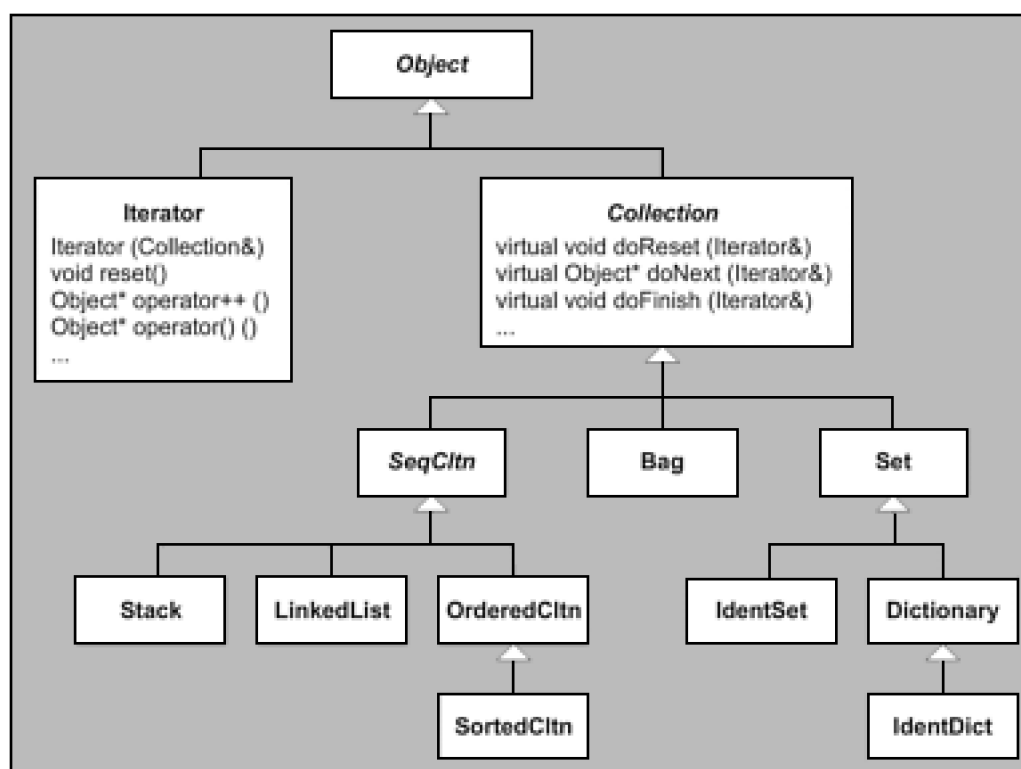 Object
Iterator
Iterator (Collection&)
void reset()
Object* operator++ ()
Object* operator() ()
...
Collection
virtual void doReset (Iterator&)
virtual Object* doNext (Iterator&)
virtual void doFinish (Iterator&)
...
SeqCltn
Bag
Set
Stack
LinkedList
OrderedCltn
IdentSet
Dictionary
SortedCltn
IdentDict